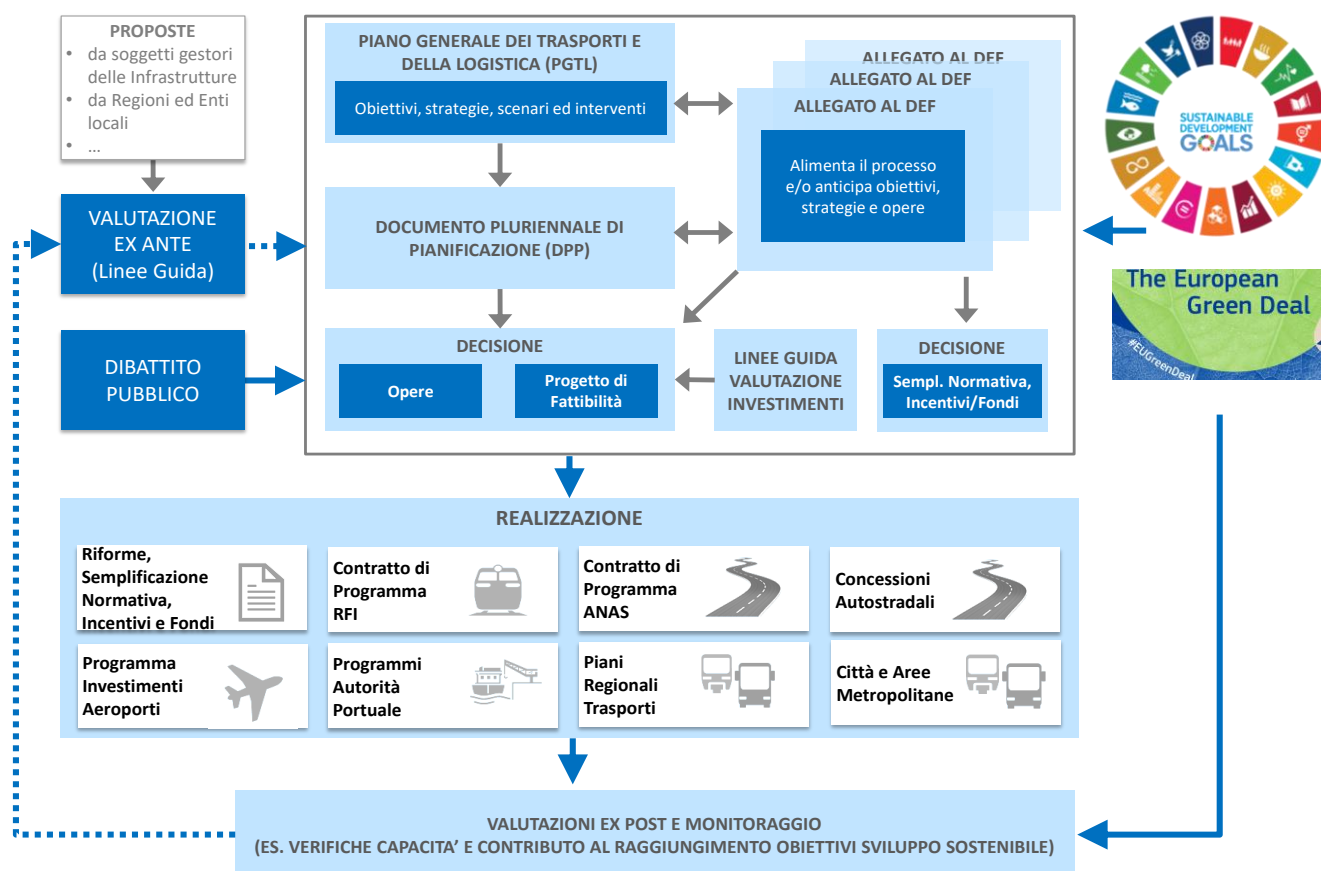 PROPOSTE
• da soggetti gestori
delle Infrastrutture
• da Regioni ed Enti
locali
• ...
VALUTAZIONE
EX ANTE
(Linee Guida)
DIBATTITO
PUBBLICO
PIANO GENERALE DEI TRASPORTI E
DELLA LOGISTICA (PGTL)
Obiettivi, strategie, scenari ed interventi
ALLEGATO AL DEF
ALLEGATO AL DEF
ALLEGATO AL DEF
Alimenta il processo
e/o anticipa obiettivi,
strategie e opere
DOCUMENTO PLURIENNALE DI
PIANIFICAZIONE (DPP)
DECISIONE
Opere
Progetto di
Fattibilità
LINEE GUIDA
VALUTAZIONE
INVESTIMENTI
DECISIONE
Sempl. Normativa,
Incentivi/Fondi
SUSTAINABLE
DEVELOPMENT
GOALS
The European
Green Deal
#EUGreenDeal
REALIZZAZIONE
Riforme,
Semplificazione
Normativa,
Incentivi e Fondi
Contratto di
Programma
RFI
Contratto di
Programma
ANAS
Concessioni
Autostradali
Programma
Investimenti
Aeroporti
Programmi
Autorità
Portuale
Piani
Regionali
Trasporti
Città e Aree
Metropolitane
VALUTAZIONI EX POST E MONITORAGGIO
(ES. VERIFICHE CAPACITA’ E CONTRIBUTO AL RAGGIUNGIMENTO OBIETTIVI SVILUPPO SOSTENIBILE)